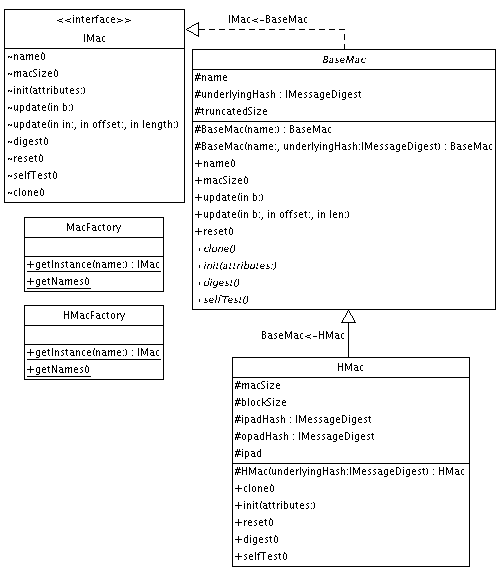 <<interface>>
IMac
~name()
~macSize()
~init(attributes:)
~update(in b:)
~update(in in:, in offset:, in length:)
~digest()
~reset()
~selfTest()
~clone()
IMac<-BaseMac
BaseMac
#name
#underlyingHash : IMessageDigest
#truncatedSize
#BaseMac(name:) : BaseMac
#BaseMac(name:, underlyingHash:IMessageDigest) : BaseMac
+name()
+macSize()
+update(in b:)
+update(in b:, in offset:, in len:)
+reset()
+clone()
+init(attributes:)
+digest()
+selfTest()
MacFactory
+getInstance(name:) : IMac
+getNames()
HMacFactory
+getInstance(name:) : IMac
+getNames()
BaseMac<-HMac
HMac
#macSize
#blockSize
#ipadHash : IMessageDigest
#opadHash : IMessageDigest
#ipad
#HMac(underlyingHash:IMessageDigest) : HMac
+clone()
+init(attributes:)
+reset()
+digest()
+selfTest()